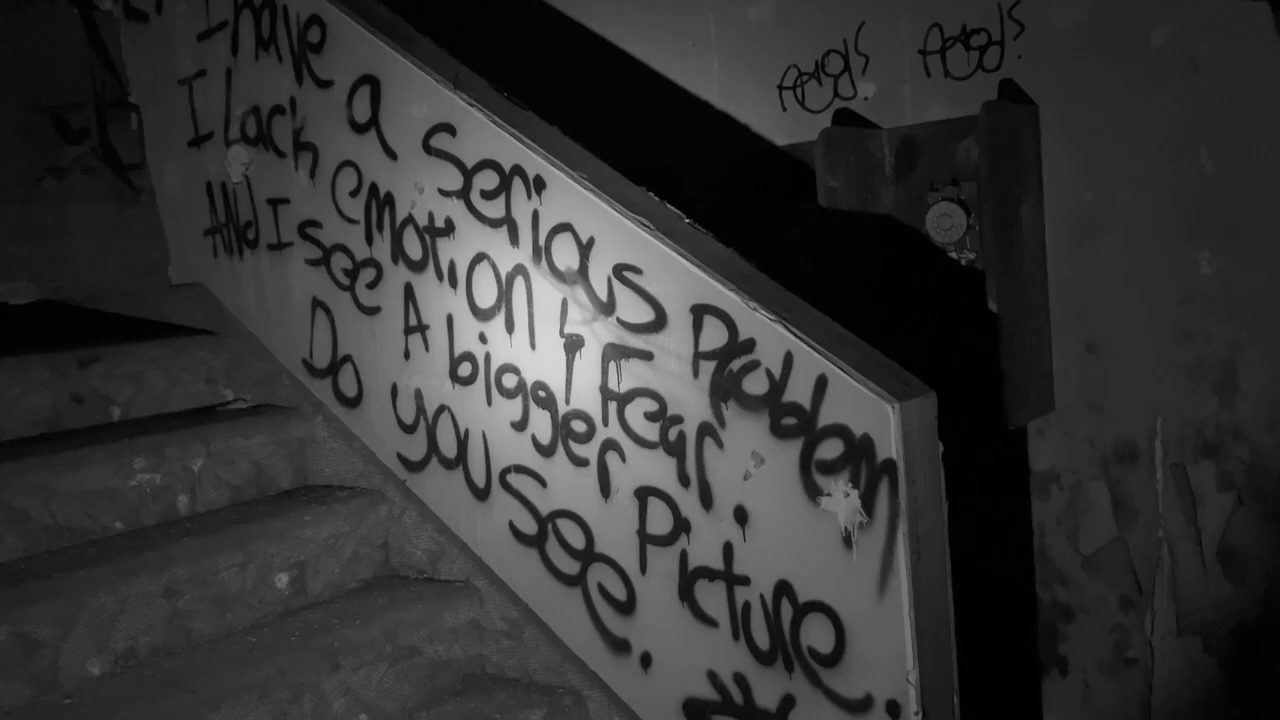 I have a serious Problem
I lack emotion & Fear.
AND I see A bigger Picture.
Do you see.